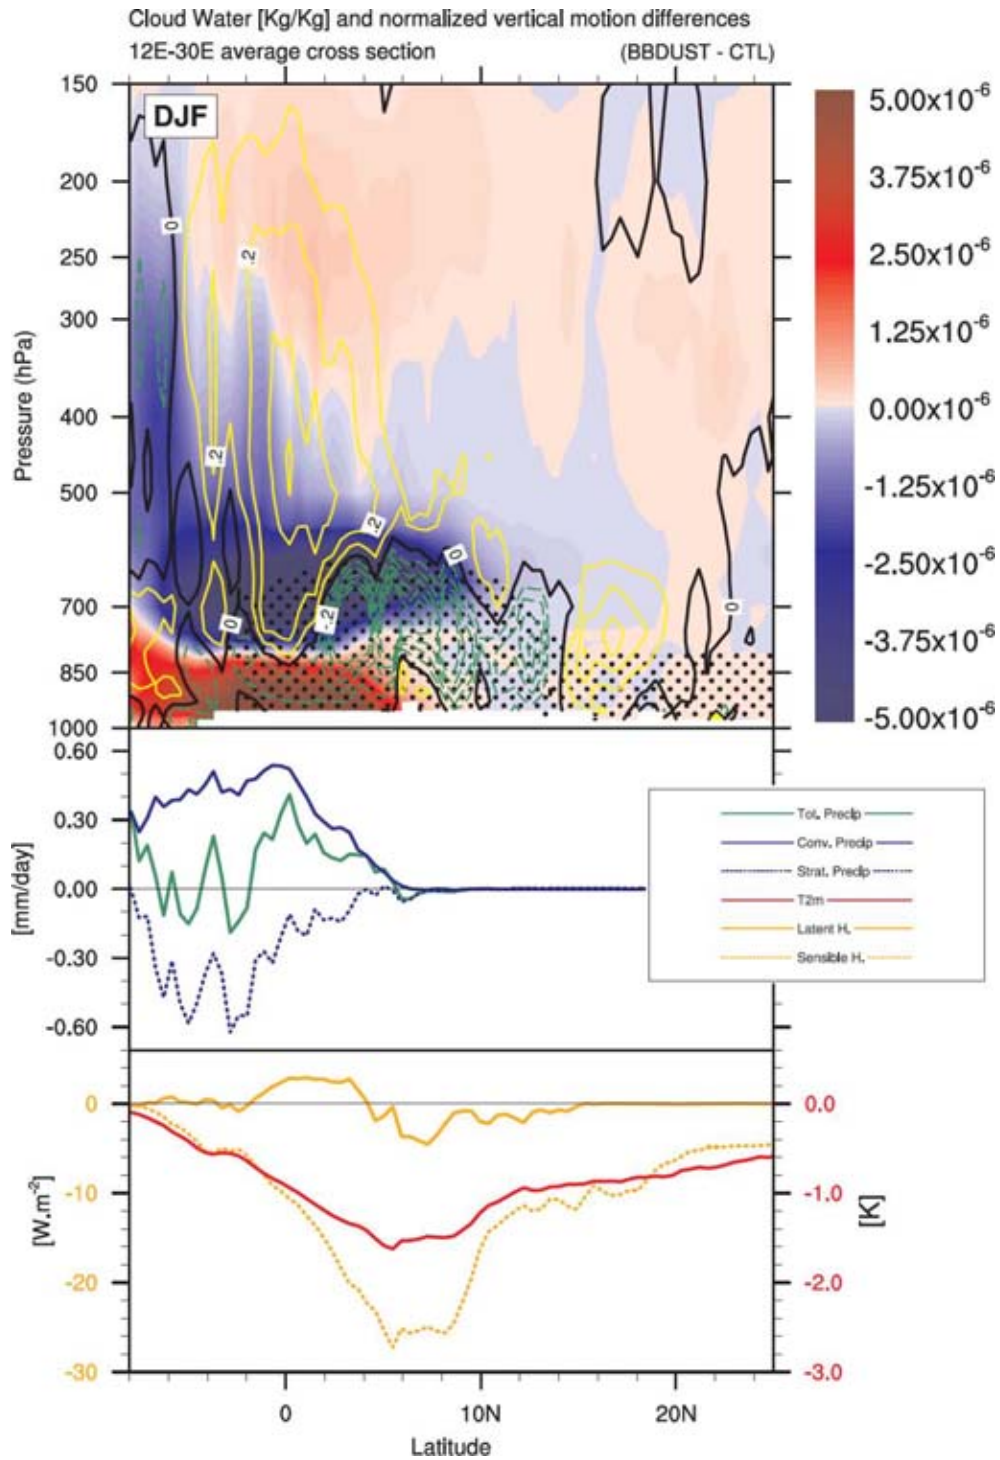 Cloud Water [Kg/Kg] and normalized vertical motion differences
12E-30E average cross section (BBDUST - CTL)
DJF
150
200
250
300
400
500
700
850
1000
Pressure (hPa)
0
.2
.2
.2
0
-.2
0
0
5.00x10-6
3.75x10-6
2.50x10-6
1.25x10-6
0.00x10-6
-1.25x10-6
-2.50x10-6
-3.75x10-6
-5.00x10-6
0.60
0.30
0.00
-0.30
-0.60
[mm/day]
Tot. Precip
Conv. Precip
Strat. Precip
T2m
Latent H.
Sensible H.
0
-10
-20
-30
[W.m-2]
0.0
-1.0
-2.0
-3.0
[K]
0 10N 20N
Latitude